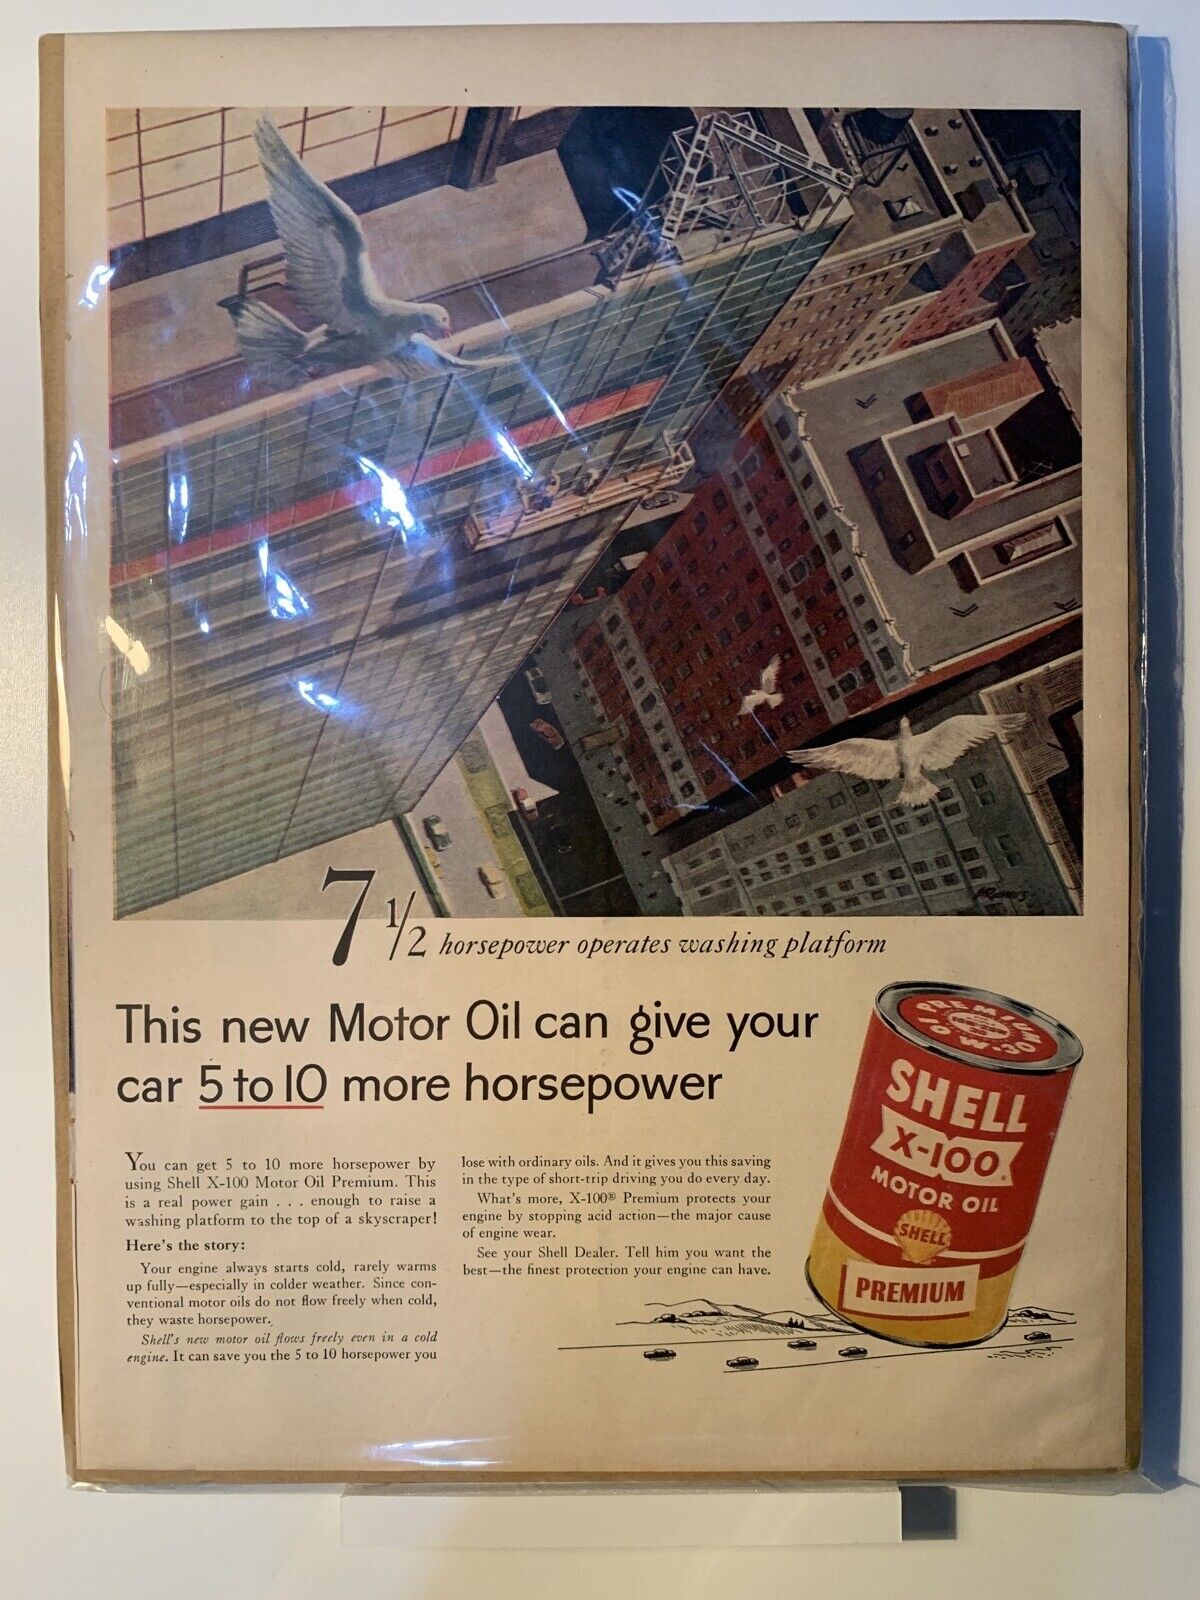 7 1/2 horsepower operates washing platform
This new Motor Oil can give your
car 5 to 10 more horsepower
You can get 5 to 10 more horsepower by
using Shell X-100 Motor Oil Premium. This
is a real power gain . . . enough to raise a
washing platform to the top of a skyscraper!
Here's the story:
Your engine always starts cold, rarely warms
up fully—especially in colder weather. Since con-
ventional motor oils do not flow freely when cold,
they waste horsepower.
Shell's new motor oil flows freely even in a cold
engine. It can save you the 5 to 10 horsepower you
lose with ordinary oils. And it gives you this saving
in the type of short-trip driving you do every day.
What's more, X-100® Premium protects your
engine by stopping acid action—the major cause
of engine wear.
See your Shell Dealer. Tell him you want the
best—the finest protection your engine can have.
PREMIUM
SHELL
X-100
MOTOR OIL
SHELL
PREMIUM